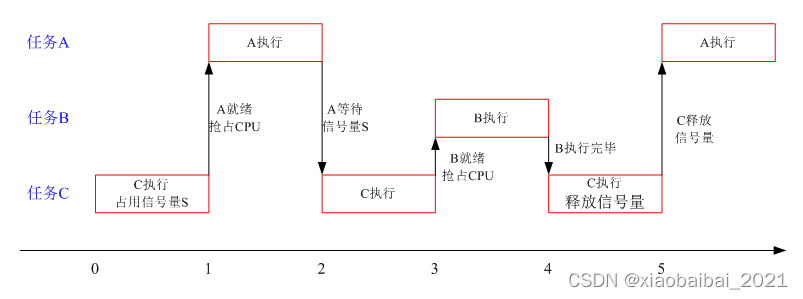 任务A
A执行
A执行
A就绪
抢占CPU
A等待
信号量S
C释放
信号量
任务B
B执行
B就绪
抢占CPU
B执行完毕
任务C
C执行
占用信号量S
C执行
C执行
释放信号量
0
1
2
3
4
5
CSDN @xiaobaibai_2021